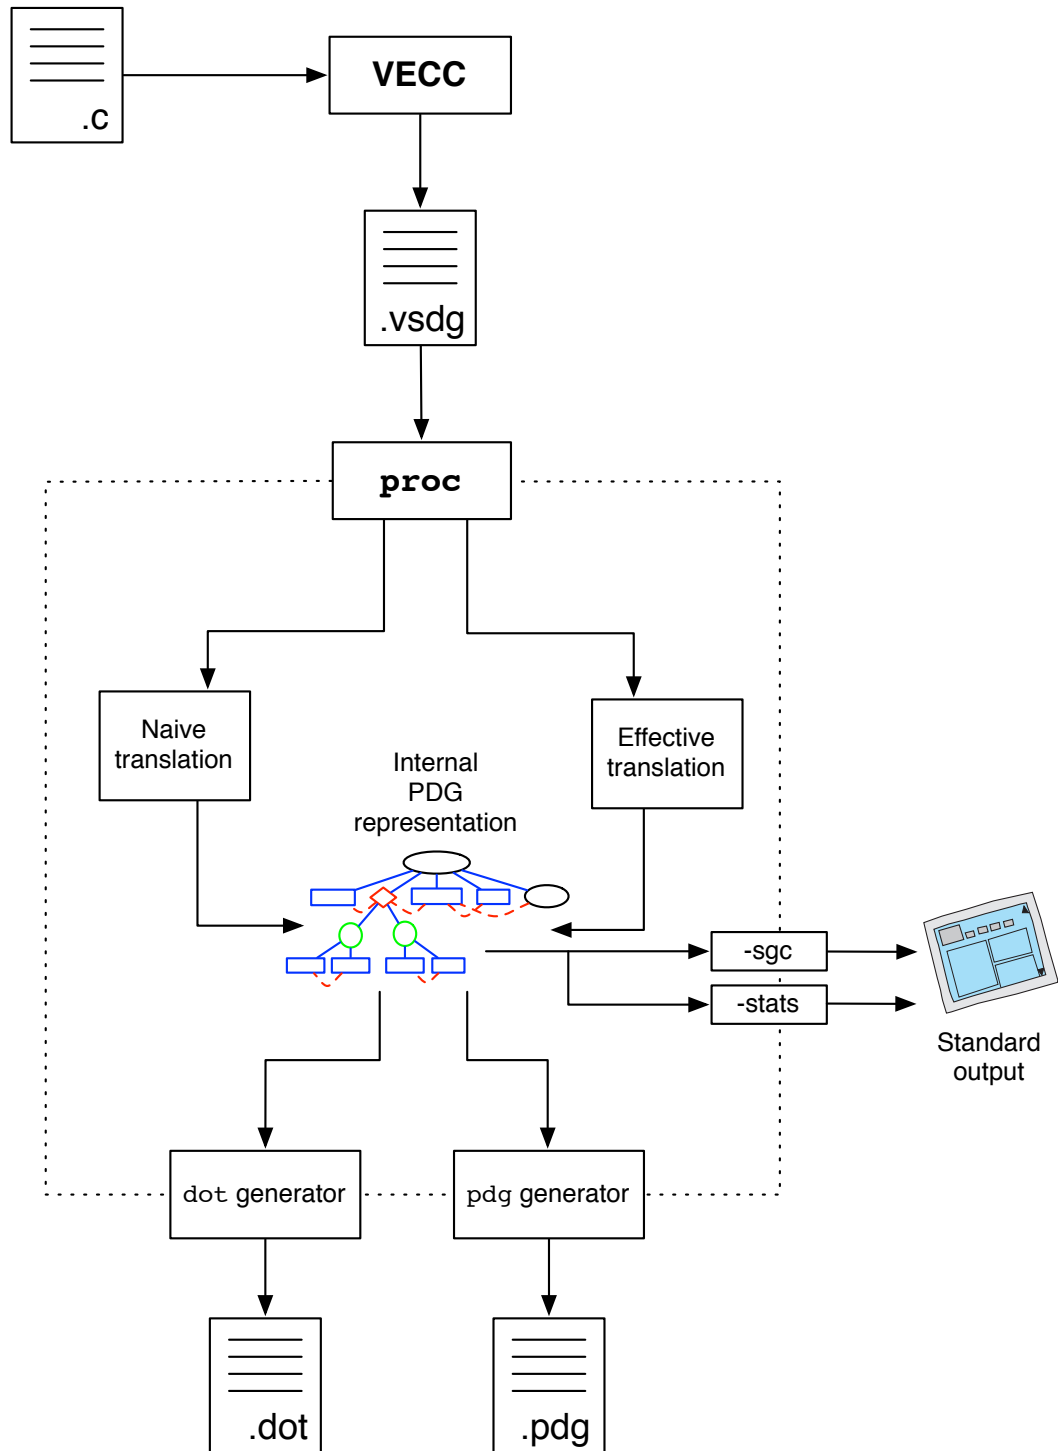 .c
VECC
.vsdg
proc
Naive
translation
Effective
translation
Internal
PDG
representation
-sgc
-stats
Standard
output
dot generator
pdg generator
.dot
.pdg